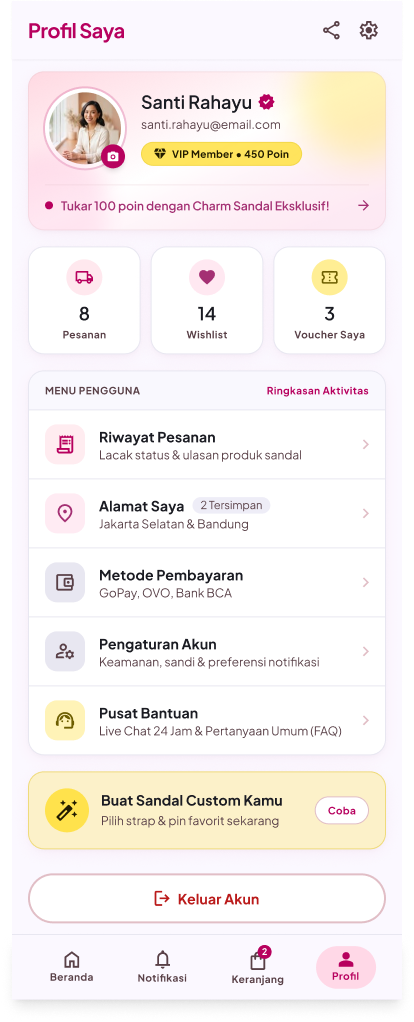 Profil Saya
Santi Rahayu
santi.rahayu@email.com
VIP Member • 450 Poin
Tukar 100 poin dengan Charm Sandal Eksklusif!
8
Pesanan
14
Wishlist
3
Voucher Saya
MENU PENGGUNA
Ringkasan Aktivitas
Riwayat Pesanan
Lacak status & ulasan produk sandal
Alamat Saya
2 Tersimpan
Jakarta Selatan & Bandung
Metode Pembayaran
GoPay, OVO, Bank BCA
Pengaturan Akun
Keamanan, sandi & preferensi notifikasi
Pusat Bantuan
Live Chat 24 Jam & Pertanyaan Umum (FAQ)
Buat Sandal Custom Kamu
Pilih strap & pin favorit sekarang
Coba
Keluar Akun
Beranda
Notifikasi
2
Keranjang
Profil